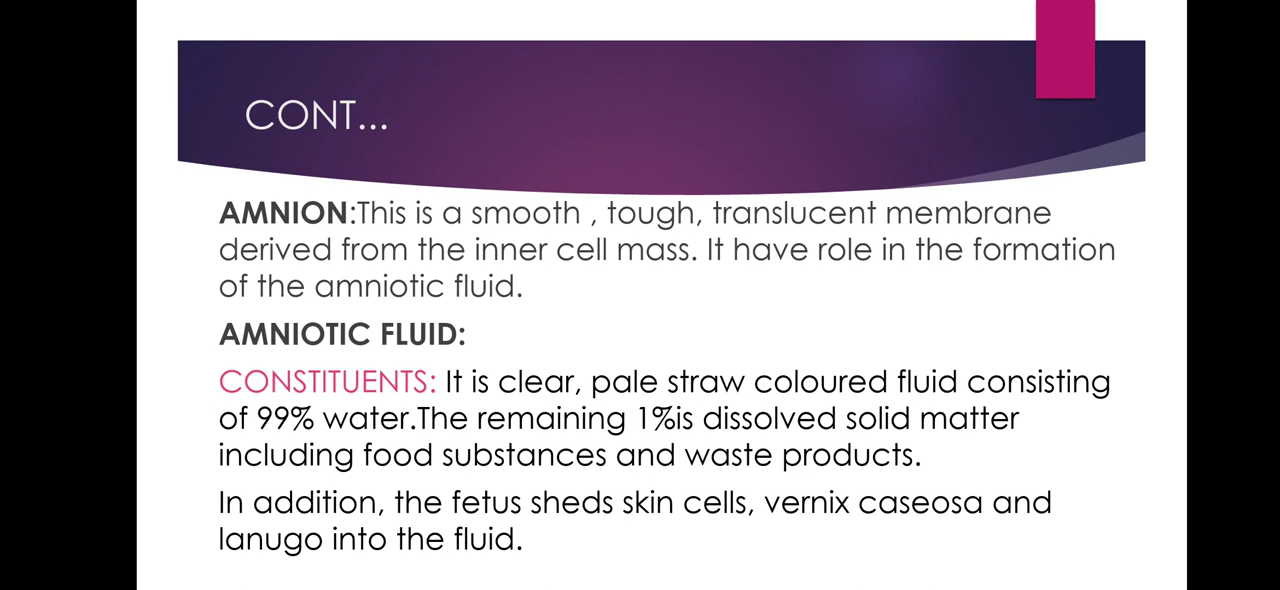 CONT...
AMNION:This is a smooth , tough, translucent membrane
derived from the inner cell mass. It have role in the formation
of the amniotic fluid.
AMNIOTIC FLUID:
CONSTITUENTS: It is clear, pale straw coloured fluid consisting
of 99% water.The remaining 1%is dissolved solid matter
including food substances and waste products.
In addition, the fetus sheds skin cells, vernix caseosa and
lanugo into the fluid.